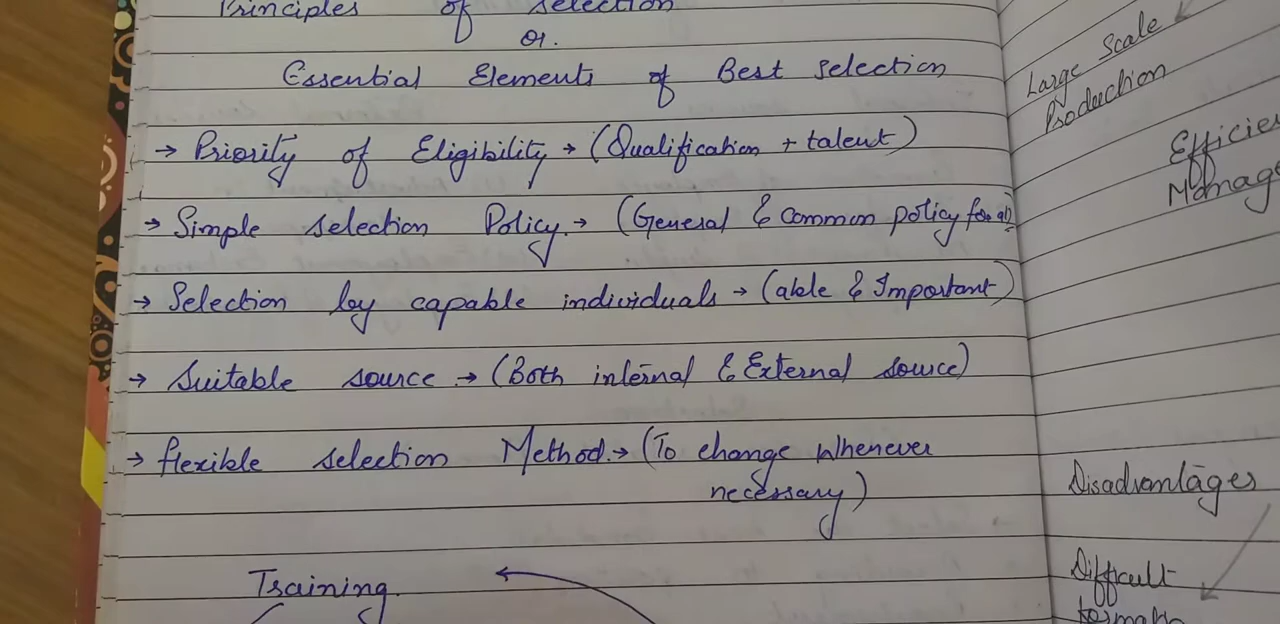 Principles of Selection
or.
Essential Elements of Best Selection
→ Priority of Eligibility → (Qualification + talent)
→ Simple selection Policy. → (General & Common policy for all)
→ Selection by capable individuals → (able & Important)
→ Suitable source → (Both internal & External source)
→ flexible selection Method. → (To change Whenever
necessary)
Training.
Large Scale
Production
Efficien
Manage
Disadvantages
Difficult